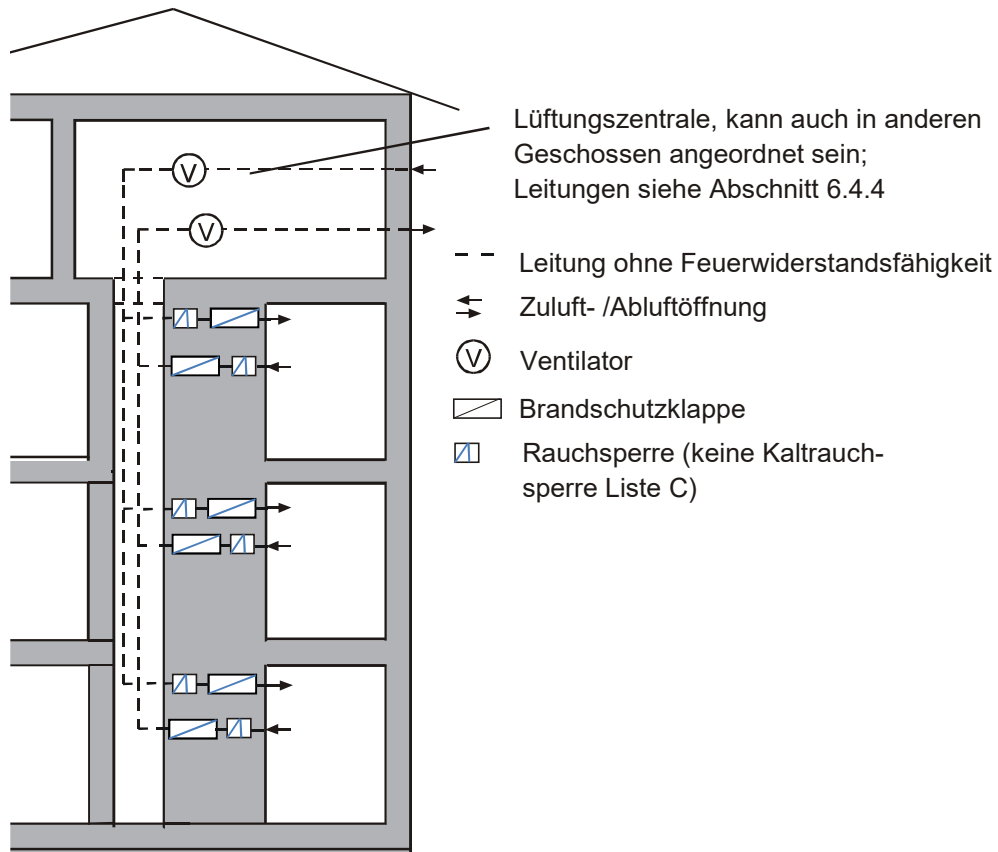 Lüftungszentrale, kann auch in anderen
Geschossen angeordnet sein;
Leitungen siehe Abschnitt 6.4.4
V
V
Leitung ohne Feuerwiderstandsfähigkeit
Zuluft- /Abluftöffnung
V Ventilator
Brandschutzklappe
Rauchsperre (keine Kaltrauch-
sperre Liste C)